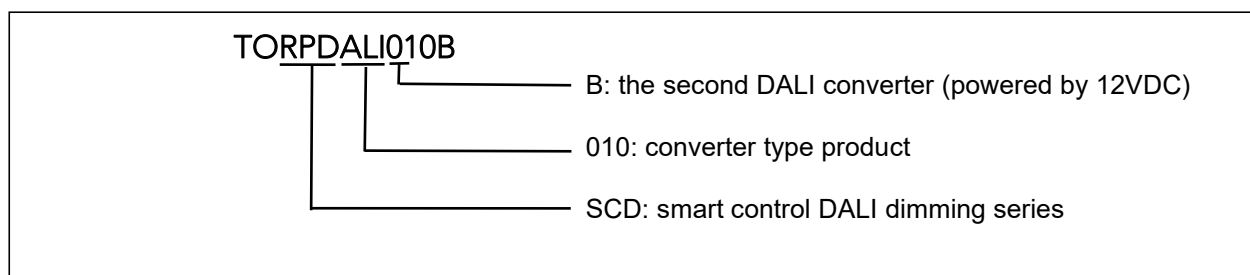 TORPDALI010B
B: the second DALI converter (powered by 12VDC)
010: converter type product
SCD: smart control DALI dimming series